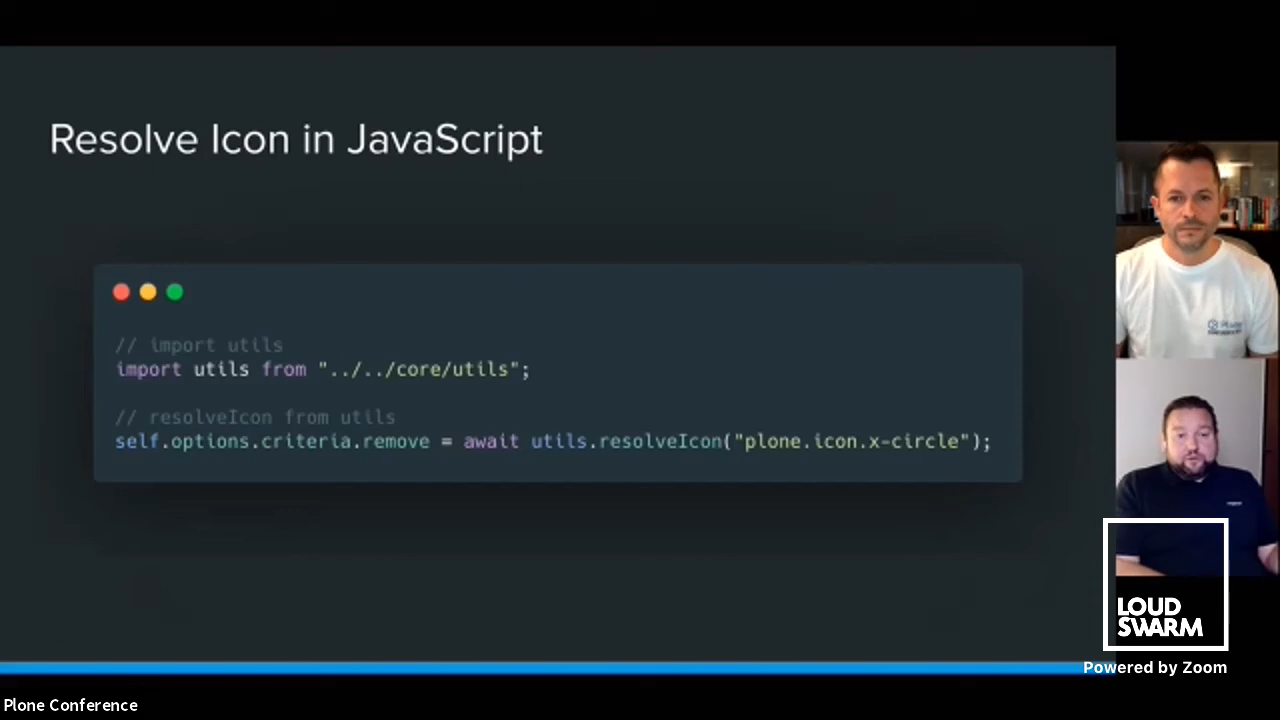 Resolve Icon in JavaScript
// import utils
import utils from "../../core/utils";
// resolveIcon from utils
self.options.criteria.remove = await utils.resolveIcon("plone.icon.x-circle");
LOUD
SWARM
Powered by Zoom
Plone Conference